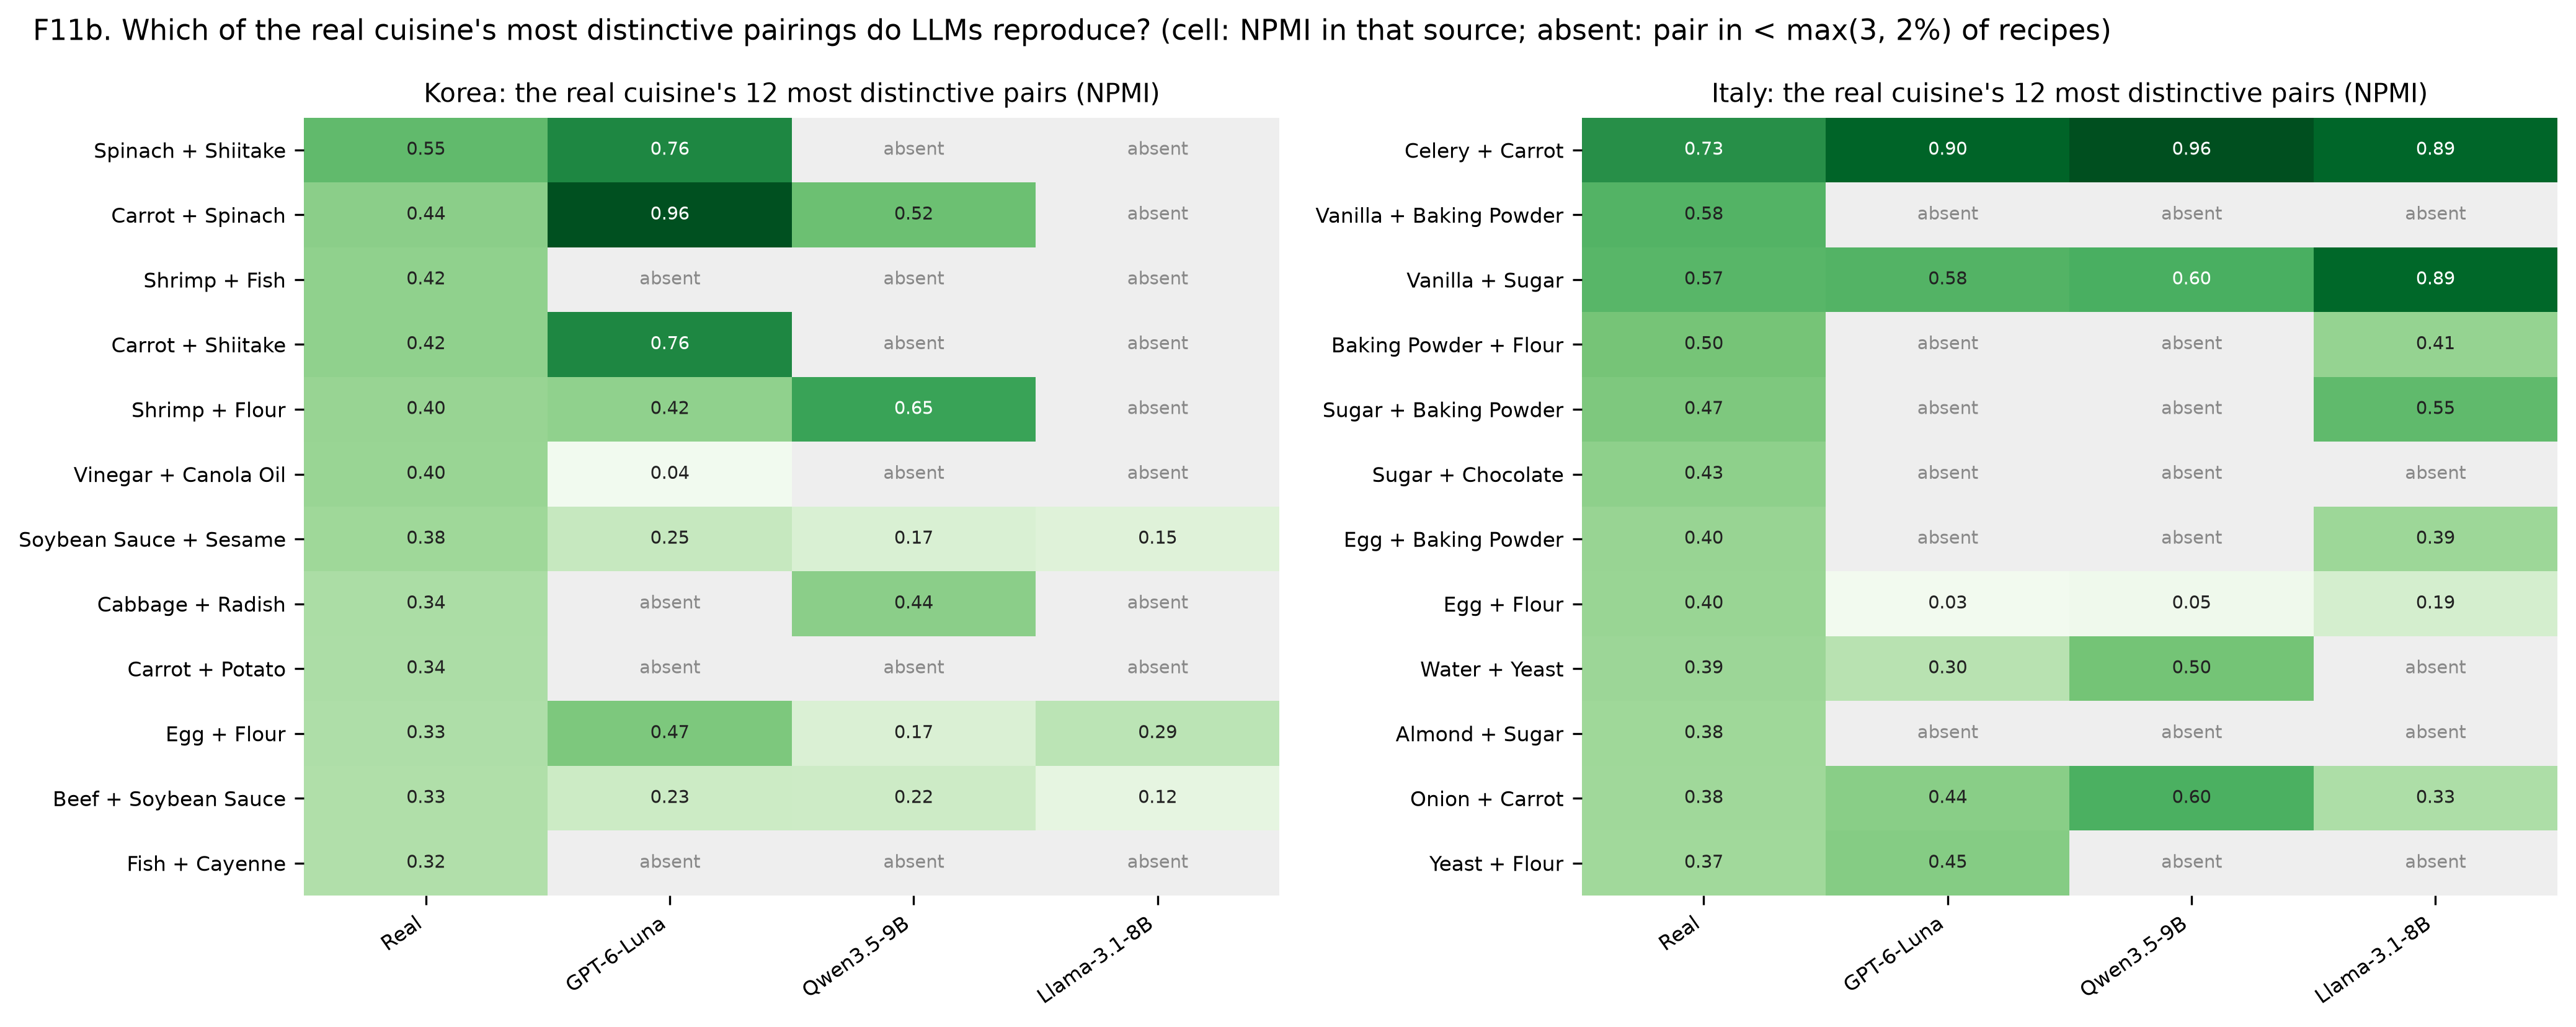 F11b. Which of the real cuisine's most distinctive pairings do LLMs reproduce? (cell: NPMI in that source; absent: pair in < max(3, 2%) of recipes)
Korea: the real cuisine's 12 most distinctive pairs (NPMI)
Spinach + Shiitake 0.55 0.76 absent absent
Carrot + Spinach 0.44 0.96 0.52 absent
Shrimp + Fish 0.42 absent absent absent
Carrot + Shiitake 0.42 0.76 absent absent
Shrimp + Flour 0.40 0.42 0.65 absent
Vinegar + Canola Oil 0.40 0.04 absent absent
Soybean Sauce + Sesame 0.38 0.25 0.17 0.15
Cabbage + Radish 0.34 absent 0.44 absent
Carrot + Potato 0.34 absent absent absent
Egg + Flour 0.33 0.47 0.17 0.29
Beef + Soybean Sauce 0.33 0.23 0.22 0.12
Fish + Cayenne 0.32 absent absent absent
Real GPT-6-Luna Qwen3.5-9B Llama-3.1-8B
Italy: the real cuisine's 12 most distinctive pairs (NPMI)
Celery + Carrot 0.73 0.90 0.96 0.89
Vanilla + Baking Powder 0.58 absent absent absent
Vanilla + Sugar 0.57 0.58 0.60 0.89
Baking Powder + Flour 0.50 absent absent 0.41
Sugar + Baking Powder 0.47 absent absent 0.55
Sugar + Chocolate 0.43 absent absent absent
Egg + Baking Powder 0.40 absent absent 0.39
Egg + Flour 0.40 0.03 0.05 0.19
Water + Yeast 0.39 0.30 0.50 absent
Almond + Sugar 0.38 absent absent absent
Onion + Carrot 0.38 0.44 0.60 0.33
Yeast + Flour 0.37 0.45 absent absent
Real GPT-6-Luna Qwen3.5-9B Llama-3.1-8B